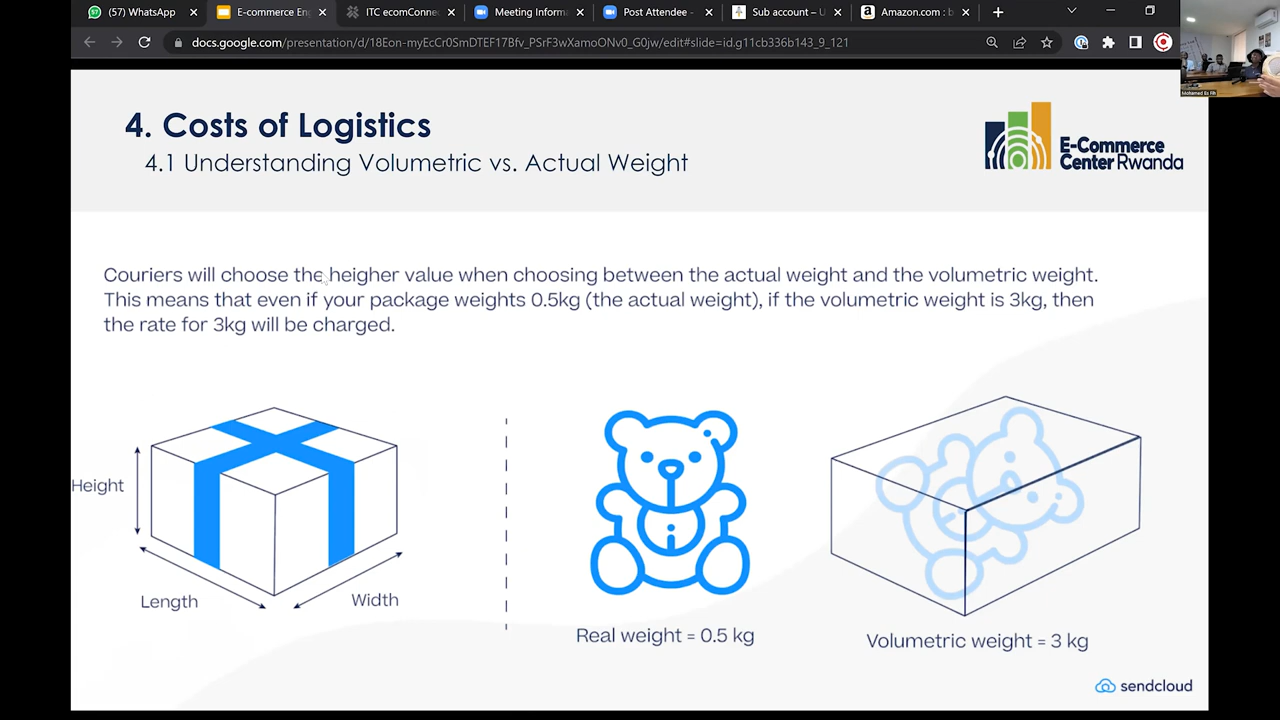 (57) WhatsApp
E-commerce En
ITC ecomConne
Meeting Informa
Post Attendee -
Sub account – U
Amazon.com : b
docs.google.com/presentation/d/18Eon-myEcCr0SmDTEF17Bfv_PSrF3wXamoONv0_G0jw/edit#slide=id.g11cb336b143_9_121
Mohamed Es Fih
4. Costs of Logistics
4.1 Understanding Volumetric vs. Actual Weight
E-Commerce
Center Rwanda
Couriers will choose the heigher value when choosing between the actual weight and the volumetric weight.
This means that even if your package weights 0.5kg (the actual weight), if the volumetric weight is 3kg, then
the rate for 3kg will be charged.
Height
Length
Width
Real weight = 0.5 kg
Volumetric weight = 3 kg
sendcloud